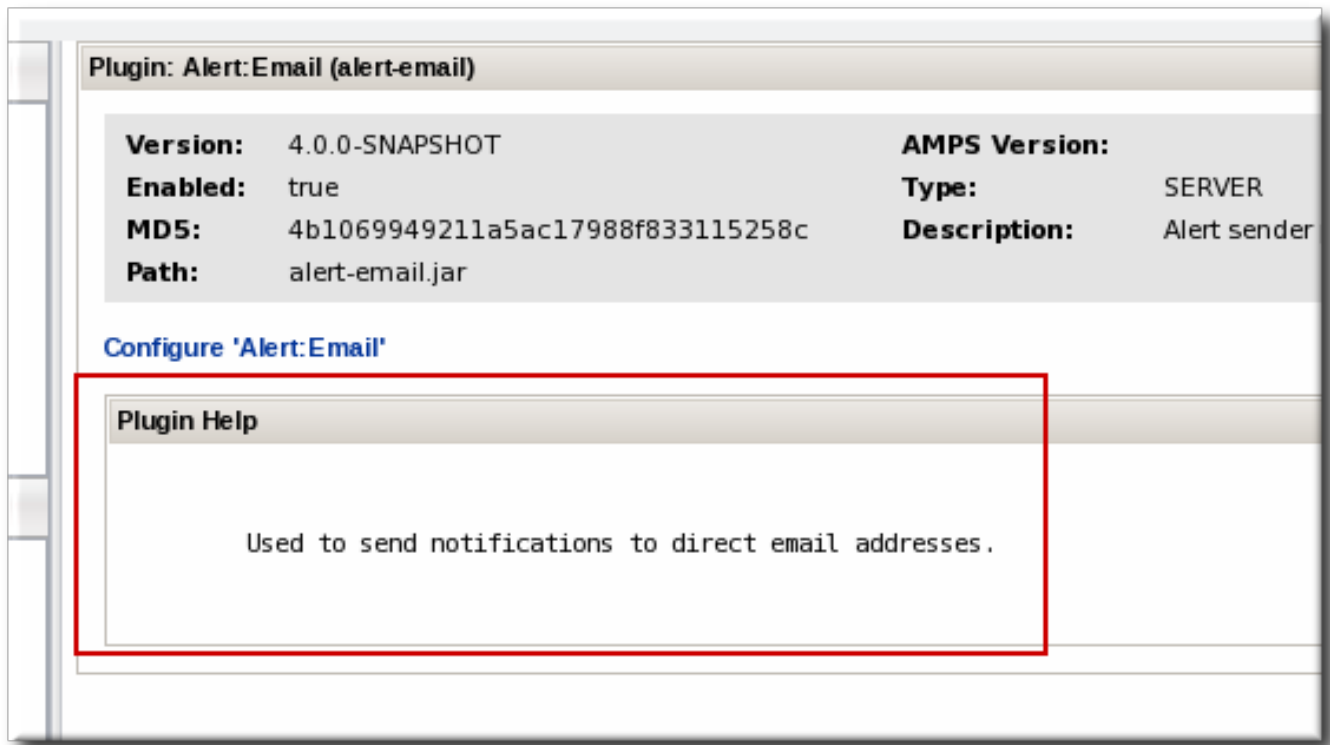 Plugin: Alert:Email (alert-email)
Version: 4.0.0-SNAPSHOT AMPS Version:
Enabled: true Type: SERVER
MD5: 4b1069949211a5ac17988f833115258c Description: Alert sender
Path: alert-email.jar
Configure 'Alert:Email'
Plugin Help
Used to send notifications to direct email addresses.